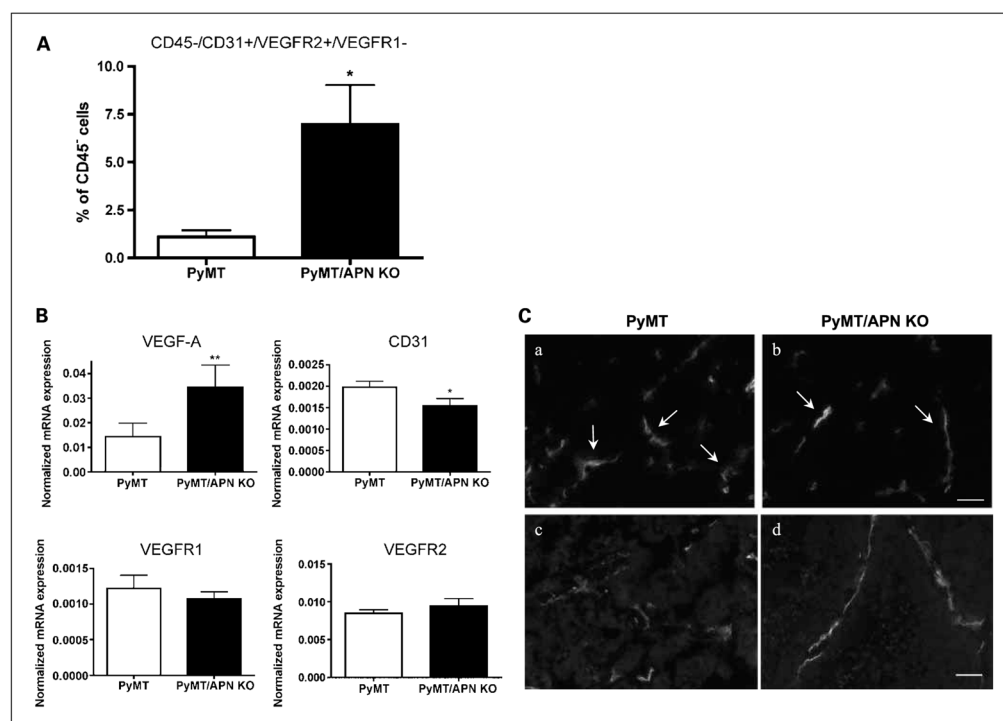 A
CD45-/CD31+/VEGFR2+/VEGFR1-
*
% of CD45⁻ cells
10.0
7.5
5.0
2.5
0.0
PyMT
PyMT/APN KO
B
VEGF-A
**
Normalized mRNA expression
0.04
0.03
0.02
0.01
0.00
PyMT
PyMT/APN KO
CD31
*
Normalized mRNA expression
0.0025
0.0020
0.0015
0.0010
0.0005
0.0000
PyMT
PyMT/APN KO
VEGFR1
Normalized mRNA expression
0.0015
0.0010
0.0005
0.0000
PyMT
PyMT/APN KO
VEGFR2
Normalized mRNA expression
0.015
0.010
0.005
0.000
PyMT
PyMT/APN KO
C
PyMT
PyMT/APN KO
a
b
c
d